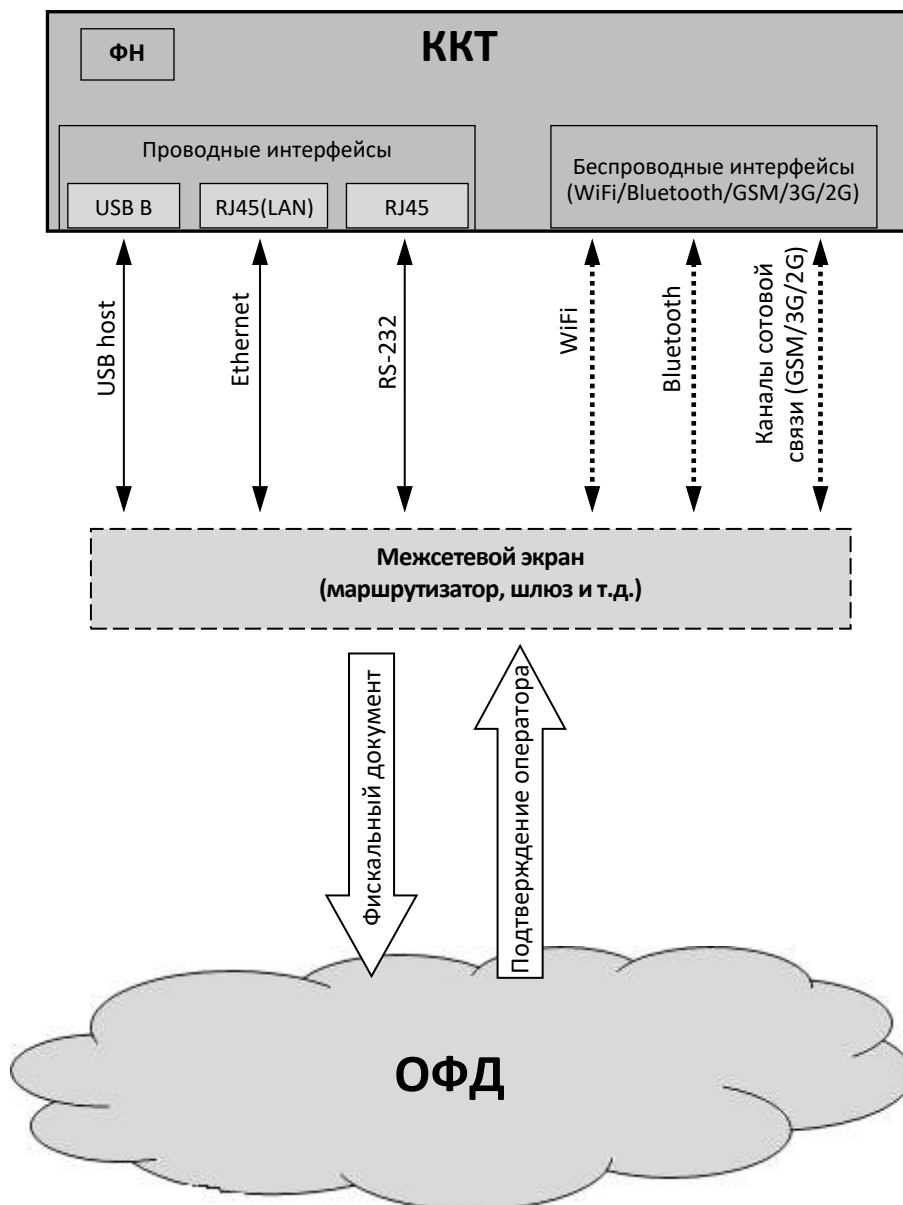 ФН
ККТ
Проводные интерфейсы
USB B
RJ45(LAN)
RJ45
Беспроводные интерфейсы
(WiFi/Bluetooth/GSM/3G/2G)
USB host
Ethernet
RS-232
WiFi
Bluetooth
Каналы сотовой
связи (GSM/3G/2G)
Межсетевой экран
(маршрутизатор, шлюз и т.д.)
Фискальный документ
Подтверждение оператора
ОФД